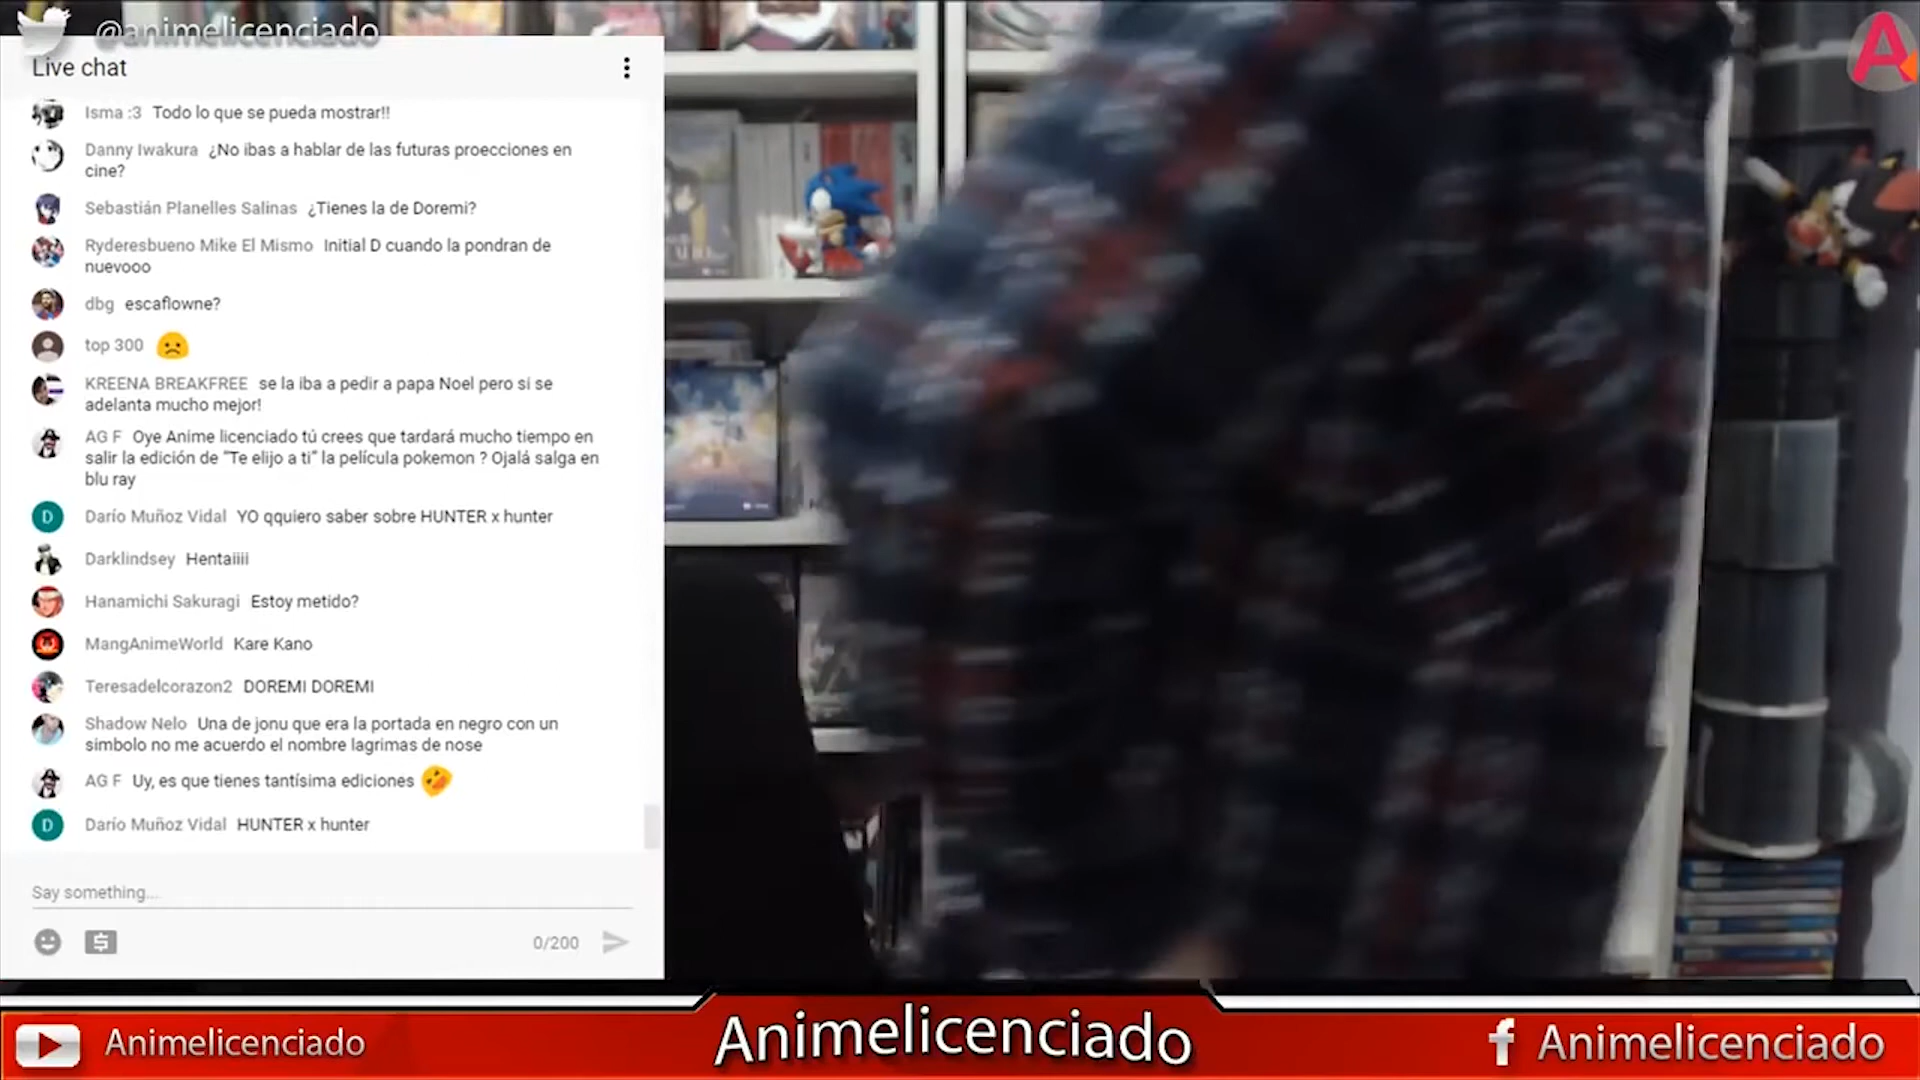 @animelicenciado
Live chat
Isma :3 Todo lo que se pueda mostrar!!
Danny Iwakura ¿No ibas a hablar de las futuras proecciones en
cine?
Sebastián Planelles Salinas ¿Tienes la de Doremi?
Ryderesbueno Mike El Mismo Initial D cuando la pondran de
nuevooo
dbg escaflowne?
top 300
KREENA BREAKFREE se la iba a pedir a papa Noel pero si se
adelanta mucho mejor!
AG F Oye Anime licenciado tú crees que tardará mucho tiempo en
salir la edición de "Te elijo a ti" la película pokemon ? Ojalá salga en
blu ray
D Darío Muñoz Vidal YO qquiero saber sobre HUNTER x hunter
Darklindsey Hentaiiii
Hanamichi Sakuragi Estoy metido?
MangAnimeWorld Kare Kano
Teresadelcorazon2 DOREMI DOREMI
Shadow Nelo Una de jonu que era la portada en negro con un
simbolo no me acuerdo el nombre lagrimas de nose
AG F Uy, es que tienes tantísima ediciones
D Darío Muñoz Vidal HUNTER x hunter
Say something...
0/200
A
Animelicenciado
Animelicenciado
Animelicenciado